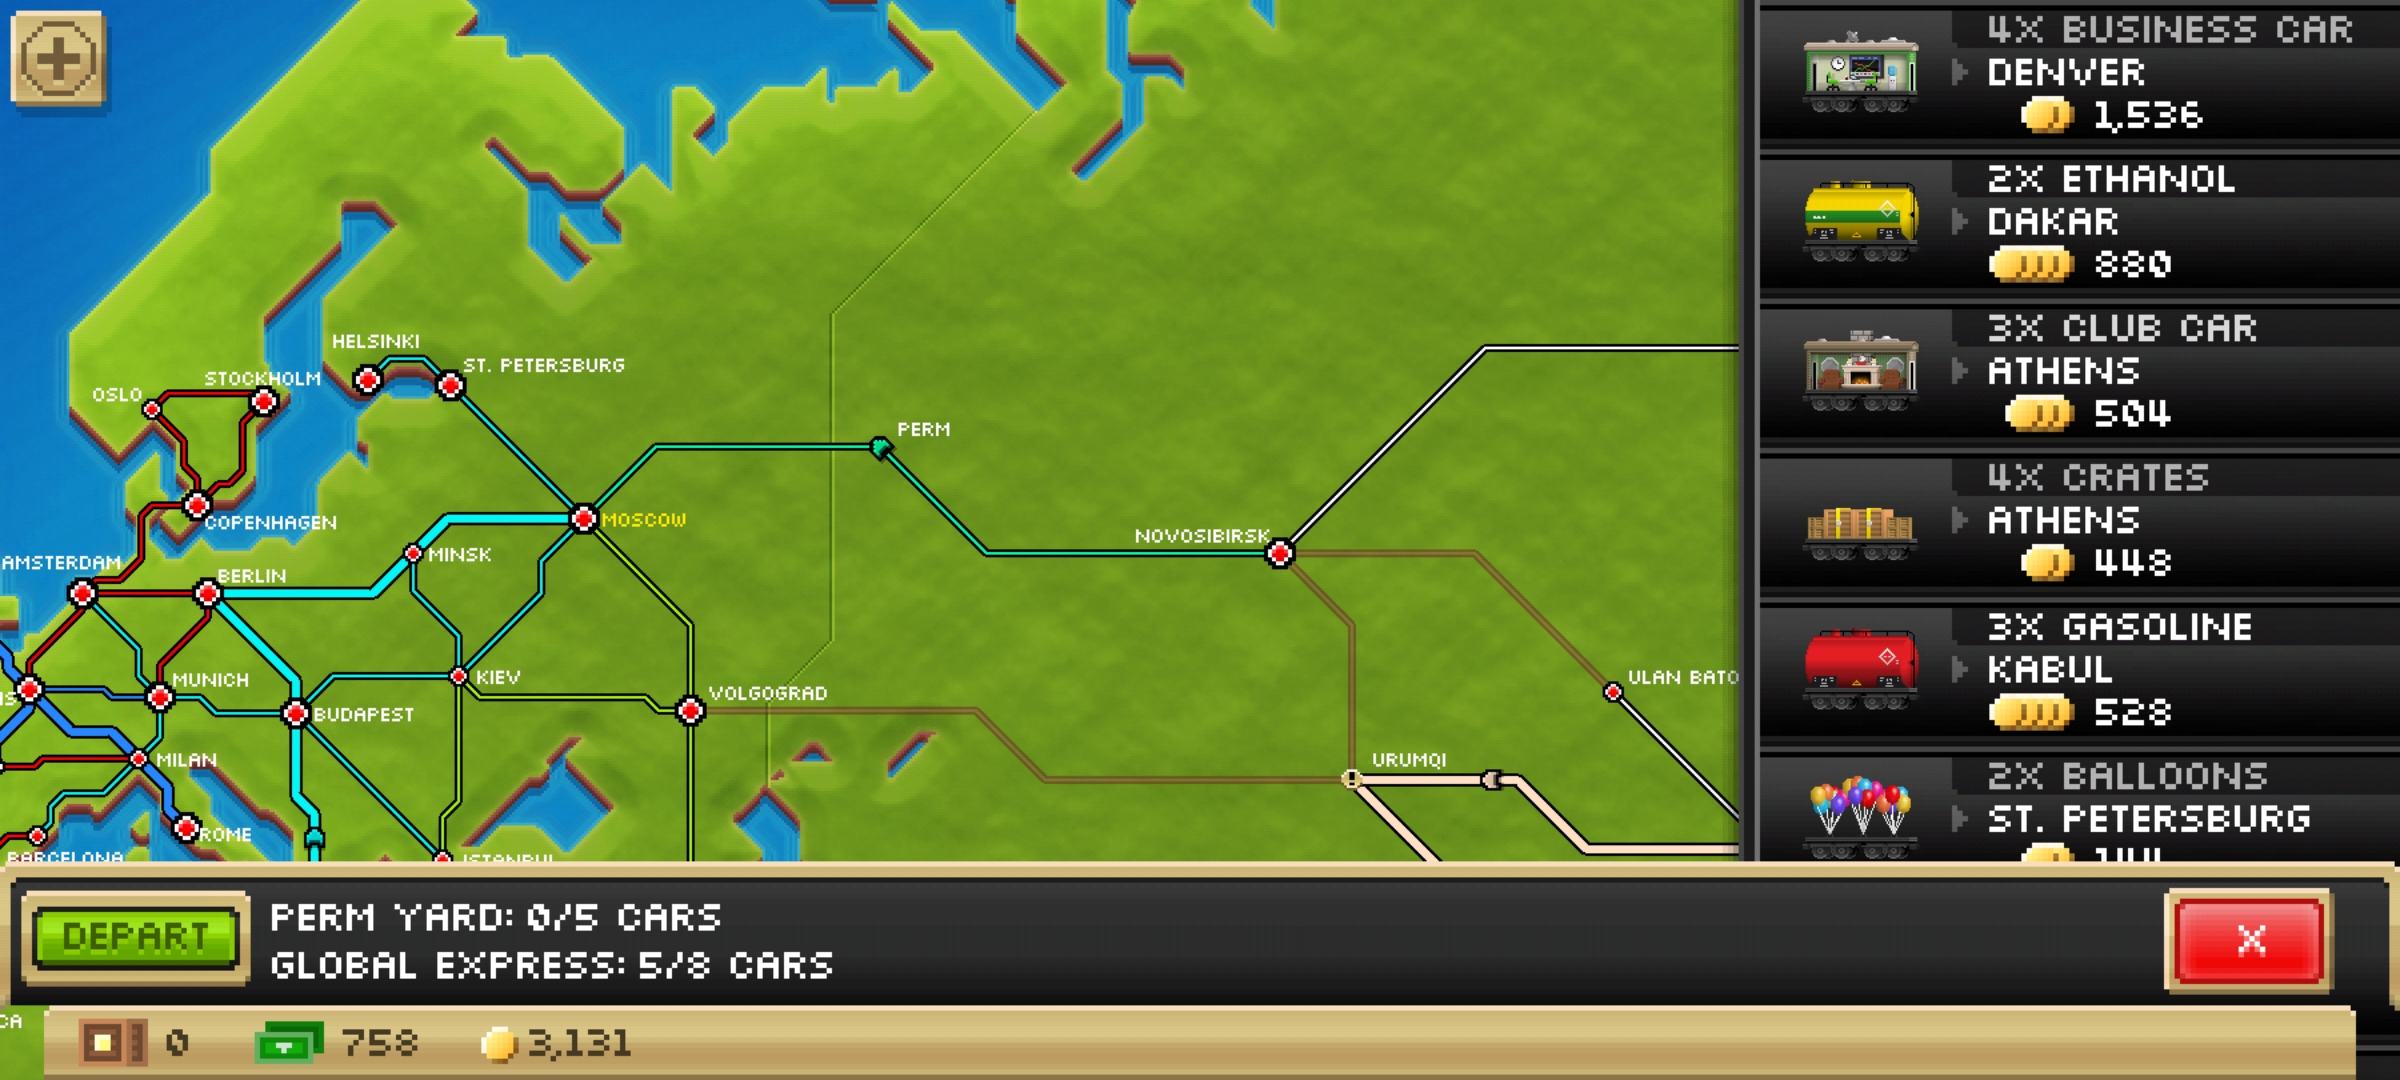 HELSINKI
ST. PETERSBURG
STOCKHOLM
OSLO
PERM
COPENHAGEN
MOSCOW
NOVOSIBIRSK
MINSK
AMSTERDAM
BERLIN
MUNICH
KIEV
ULAN BATO
VOLGOGRAD
BUDAPEST
MILAN
URUMQI
ROME
BARCELONA
ISTANBUL
4X BUSINESS CAR
DENVER
1,536
2X ETHANOL
DAKAR
880
3X CLUB CAR
ATHENS
504
4X CRATES
ATHENS
448
3X GASOLINE
KABUL
528
2X BALLOONS
ST. PETERSBURG
DEPART
PERM YARD: 0/5 CARS
GLOBAL EXPRESS: 5/8 CARS
X
CA
0
758
3,131